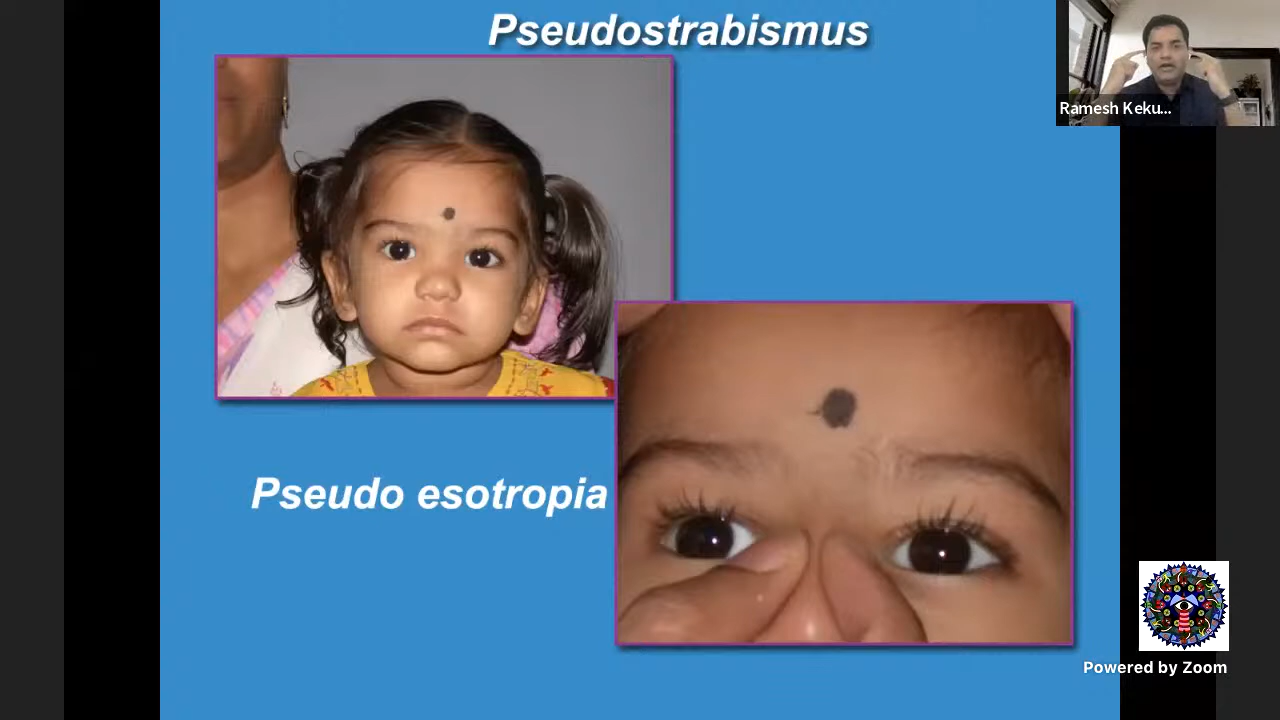 Pseudostrabismus
Ramesh Keku...
Pseudo esotropia
Powered by Zoom